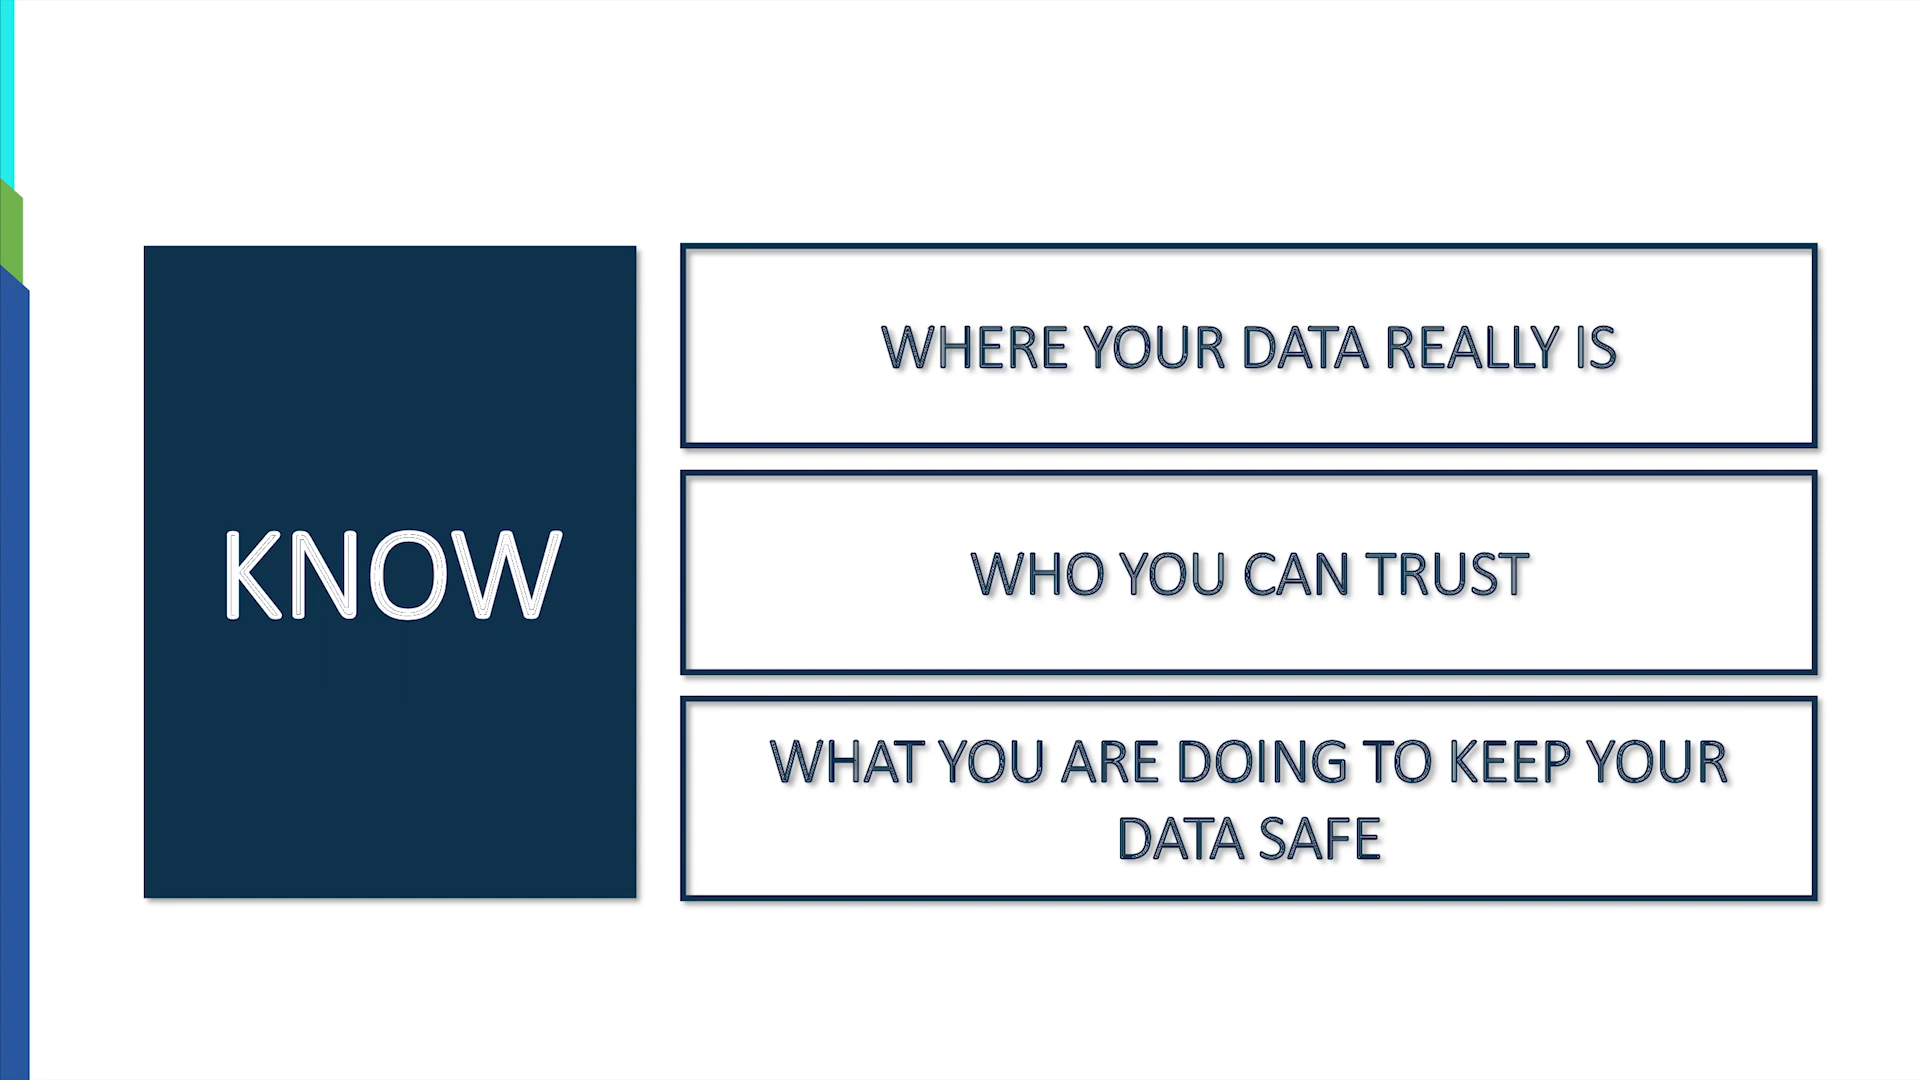 KNOW
WHERE YOUR DATA REALLY IS
WHO YOU CAN TRUST
WHAT YOU ARE DOING TO KEEP YOUR
DATA SAFE